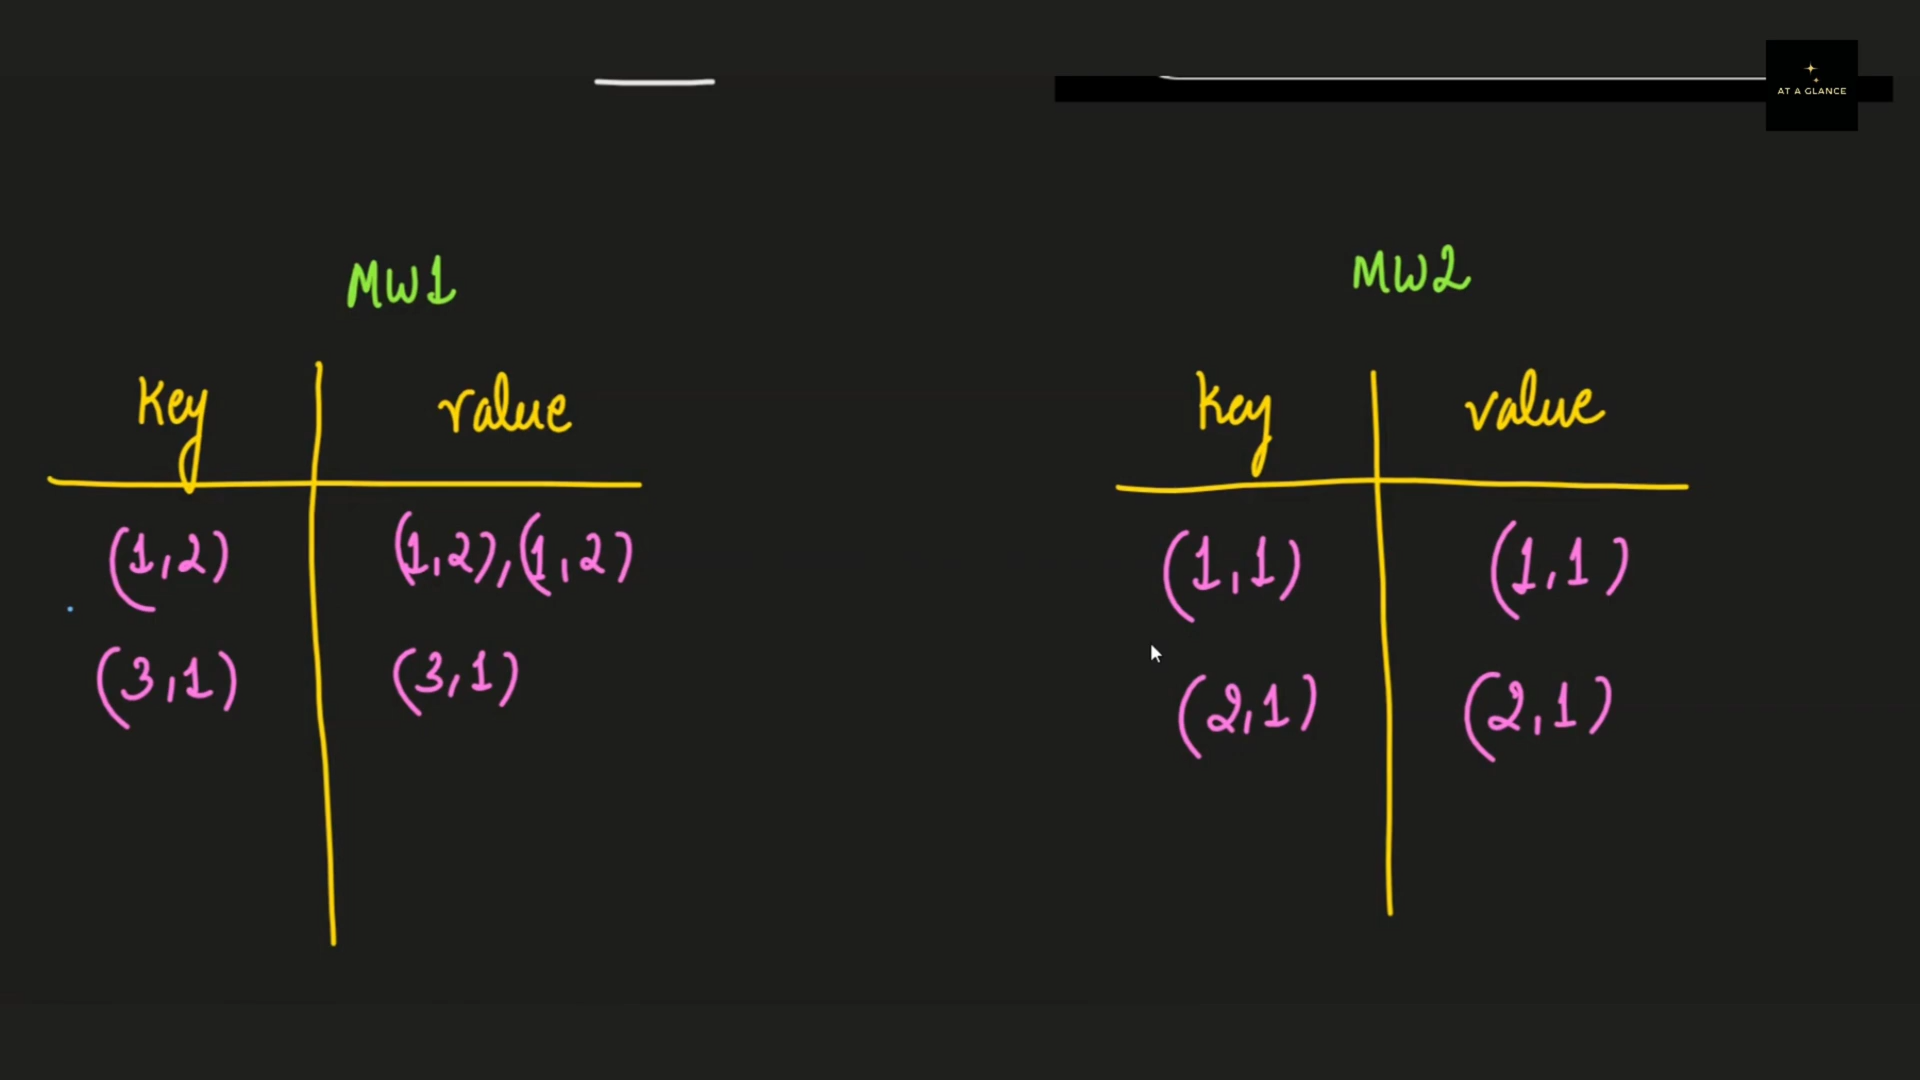 AT A GLANCE
MW1
Key value
(1,2) (1,2),(1,2)
(3,1) (3,1)
MW2
Key value
(1,1) (1,1)
(2,1) (2,1)